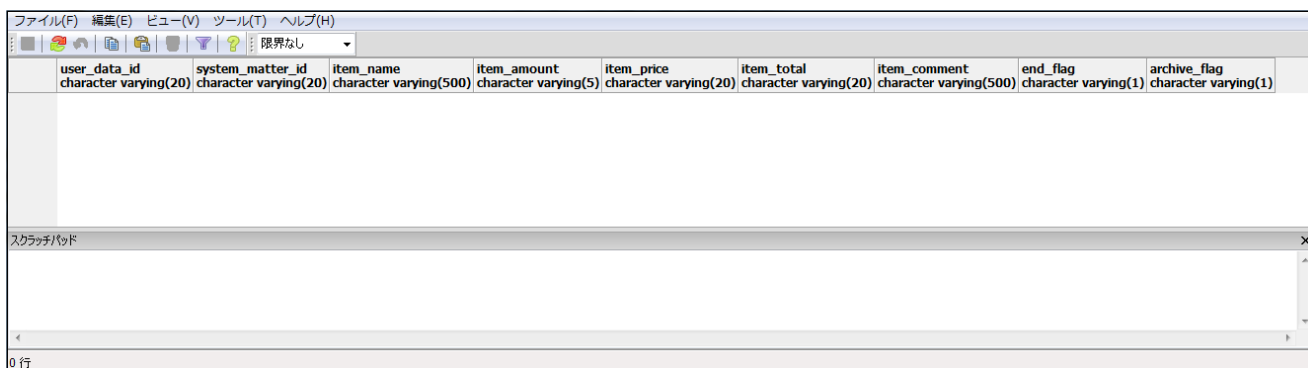 ファイル(F) 編集(E) ビュー(V) ツール(T) ヘルプ(H)
限界なし
user_data_id system_matter_id item_name item_amount item_price item_total item_comment end_flag archive_flag
character varying(20) character varying(20) character varying(500) character varying(5) character varying(20) character varying(20) character varying(500) character varying(1) character varying(1)
スクラッチパッド
0 行